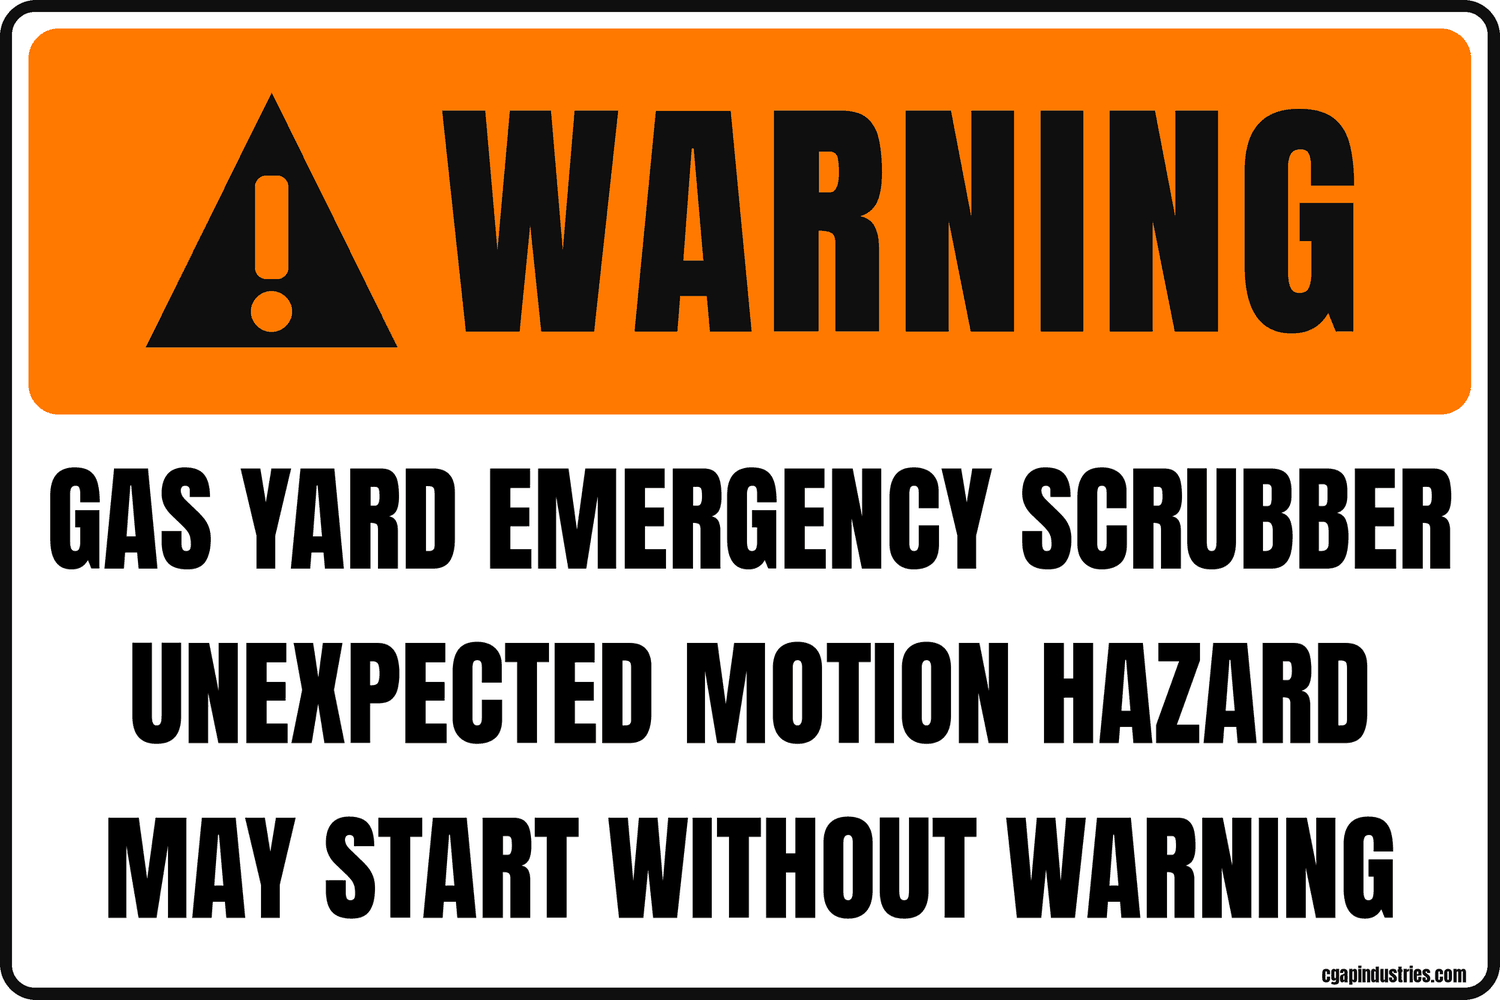 WARNING
GAS YARD EMERGENCY SCRUBBER
UNEXPECTED MOTION HAZARD
MAY START WITHOUT WARNING
cgapindustries.com